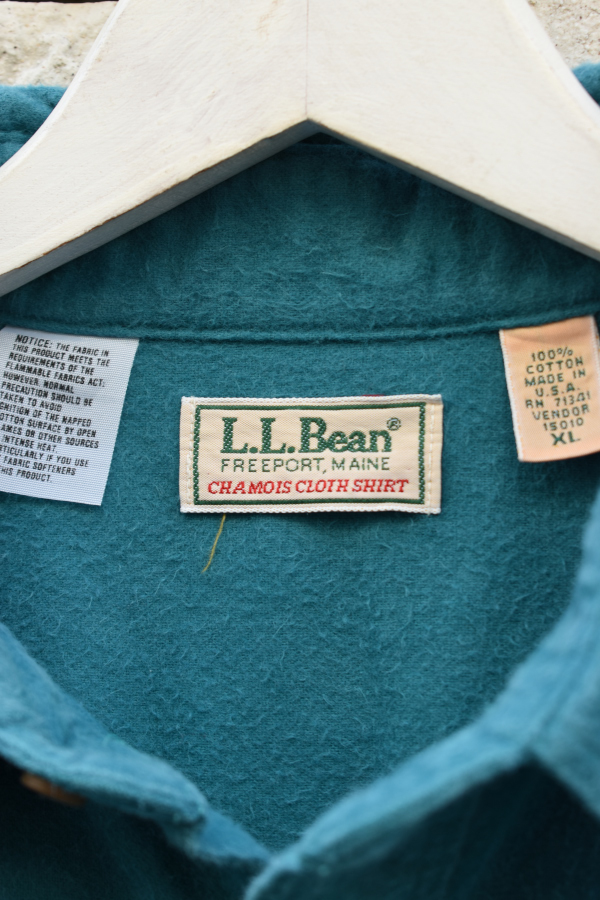 NOTICE: THE FABRIC IN
THIS PRODUCT MEETS THE
REQUIREMENTS OF THE
FLAMMABLE FABRICS ACT;
HOWEVER, NORMAL
PRECAUTION SHOULD BE
TAKEN TO AVOID
IGNITION OF THE NAPPED
COTTON SURFACE BY OPEN
FLAMES OR OTHER SOURCES
INTENSE HEAT.
PARTICULARLY IF YOU USE
FABRIC SOFTENERS
THIS PRODUCT.
L.L.Bean®
FREEPORT, MAINE
CHAMOIS CLOTH SHIRT
100%
COTTON
MADE IN
U.S.A.
RN 71341
VENDOR
15010
XL